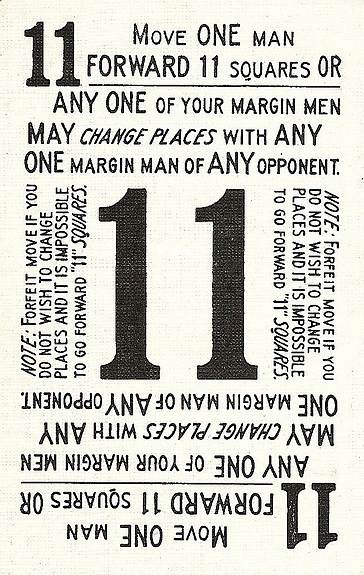 11 MOVE ONE MAN
FORWARD 11 SQUARES OR
ANY ONE OF YOUR MARGIN MEN
MAY CHANGE PLACES WITH ANY
ONE MARGIN MAN OF ANY OPPONENT.
NOTE: FORFEIT MOVE IF YOU
DO NOT WISH TO CHANGE
PLACES AND IT IS IMPOSSIBLE
TO GO FORWARD "11" SQUARES.
11
NOTE: FORFEIT MOVE IF YOU
DO NOT WISH TO CHANGE
PLACES AND IT IS IMPOSSIBLE
TO GO FORWARD "11" SQUARES.
11 MOVE ONE MAN
FORWARD 11 SQUARES OR
ANY ONE OF YOUR MARGIN MEN
MAY CHANGE PLACES WITH ANY
ONE MARGIN MAN OF ANY OPPONENT.